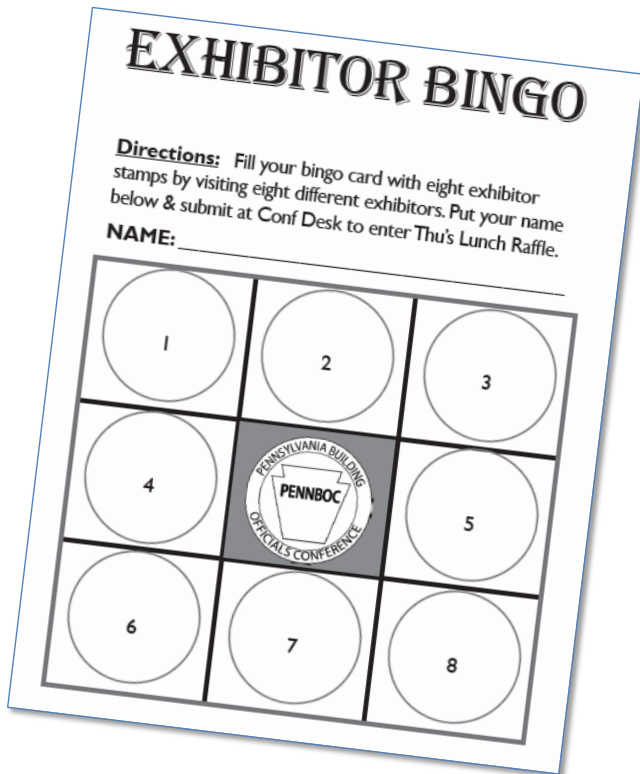 EXHIBITOR BINGO
Directions: Fill your bingo card with eight exhibitor
stamps by visiting eight different exhibitors. Put your name
below & submit at Conf Desk to enter Thu's Lunch Raffle.
NAME:
1
2
3
4
PENNSYLVANIA BUILDING
PENNBOC
OFFICIALS CONFERENCE
5
6
7
8